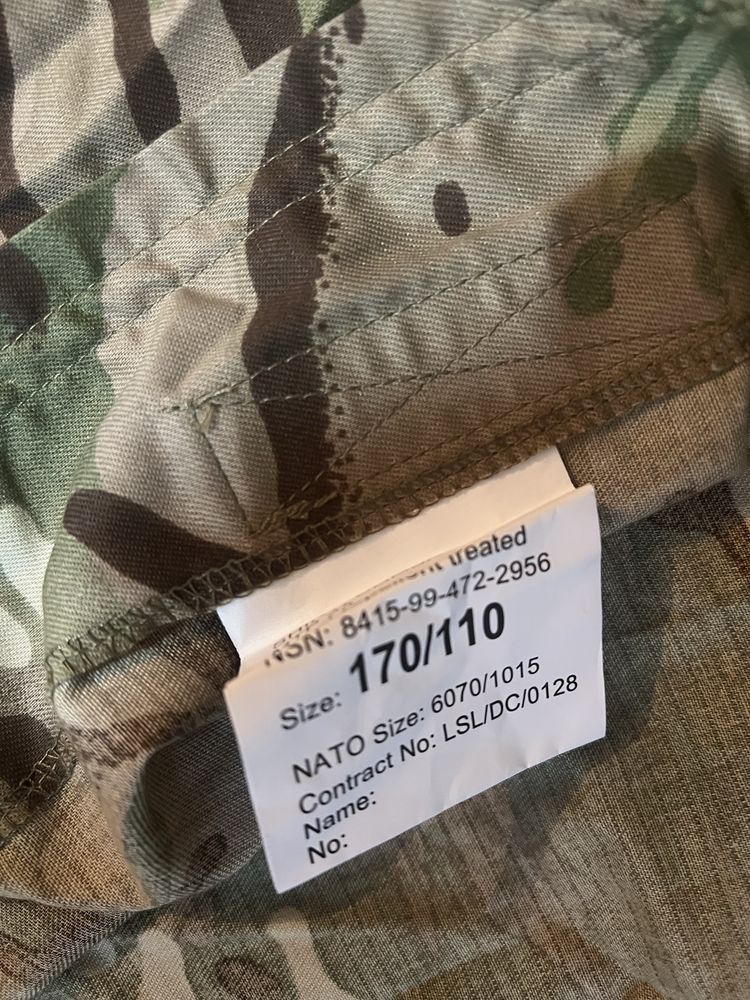 treated
NSN: 8415-99-472-2956
Size: 170/110
NATO Size: 6070/1015
Contract No: LSL/DC/0128
Name:
No: